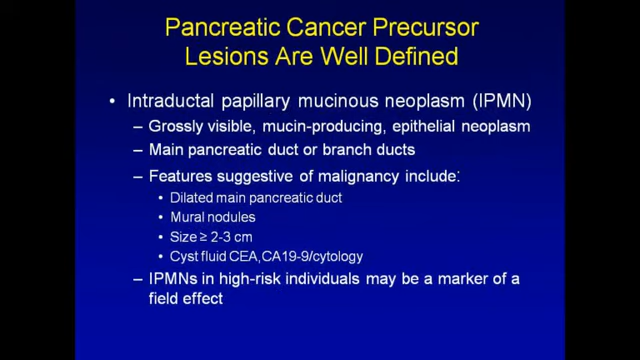 Pancreatic Cancer Precursor
Lesions Are Well Defined
• Intraductal papillary mucinous neoplasm (IPMN)
– Grossly visible, mucin-producing, epithelial neoplasm
– Main pancreatic duct or branch ducts
– Features suggestive of malignancy include:
• Dilated main pancreatic duct
• Mural nodules
• Size ≥ 2-3 cm
• Cyst fluid CEA,CA19-9/cytology
– IPMNs in high-risk individuals may be a marker of a
field effect